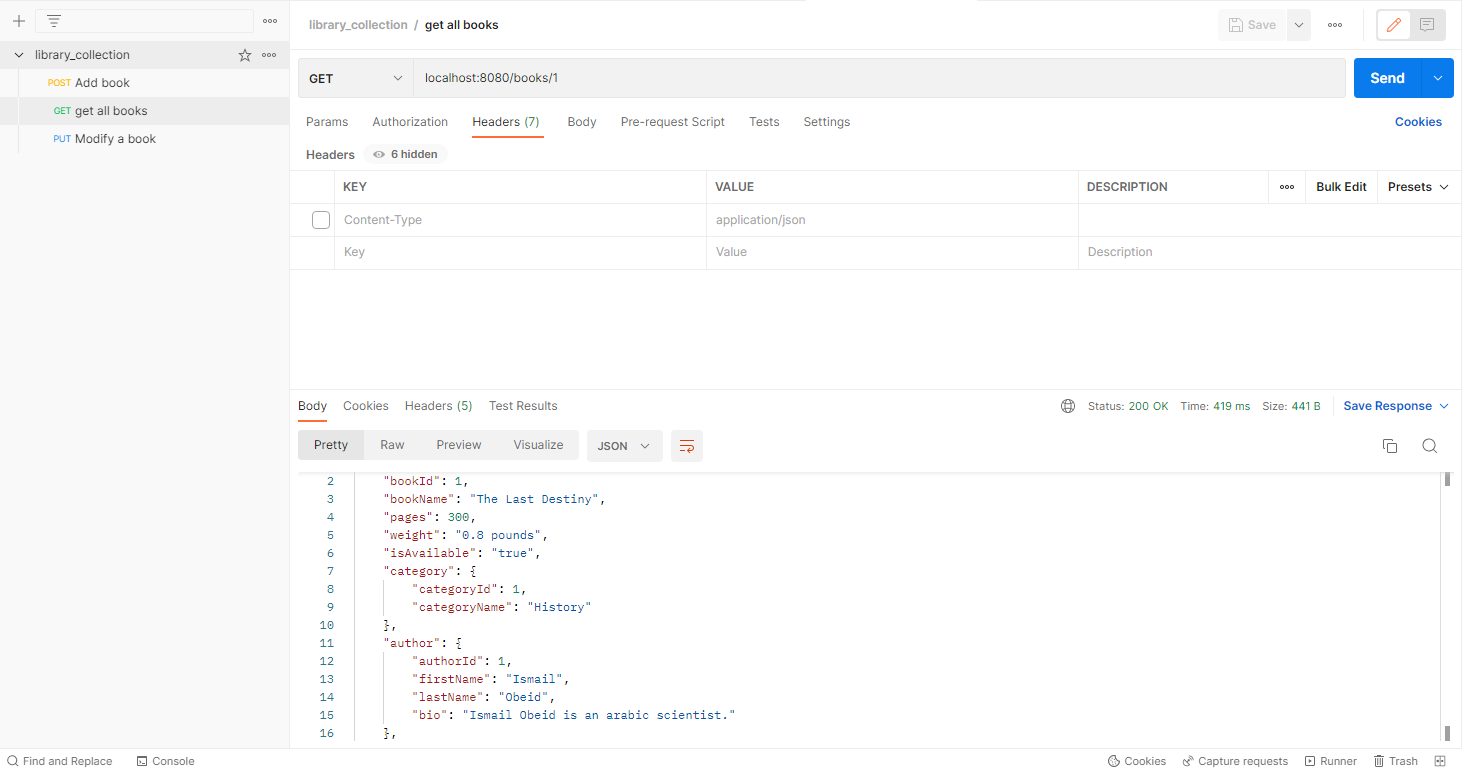 library_collection / get all books
Save
library_collection
POST Add book
GET get all books
PUT Modify a book
GET localhost:8080/books/1 Send
Params Authorization Headers (7) Body Pre-request Script Tests Settings Cookies
Headers 6 hidden
KEY VALUE DESCRIPTION Bulk Edit Presets
Content-Type application/json
Key Value Description
Body Cookies Headers (5) Test Results Status: 200 OK Time: 419 ms Size: 441 B Save Response
Pretty Raw Preview Visualize JSON
2 "bookId": 1,
3 "bookName": "The Last Destiny",
4 "pages": 300,
5 "weight": "0.8 pounds",
6 "isAvailable": "true",
7 "category": {
8 "categoryId": 1,
9 "categoryName": "History"
10 },
11 "author": {
12 "authorId": 1,
13 "firstName": "Ismail",
14 "lastName": "Obeid",
15 "bio": "Ismail Obeid is an arabic scientist."
16 },
Find and Replace Console Cookies Capture requests Runner Trash